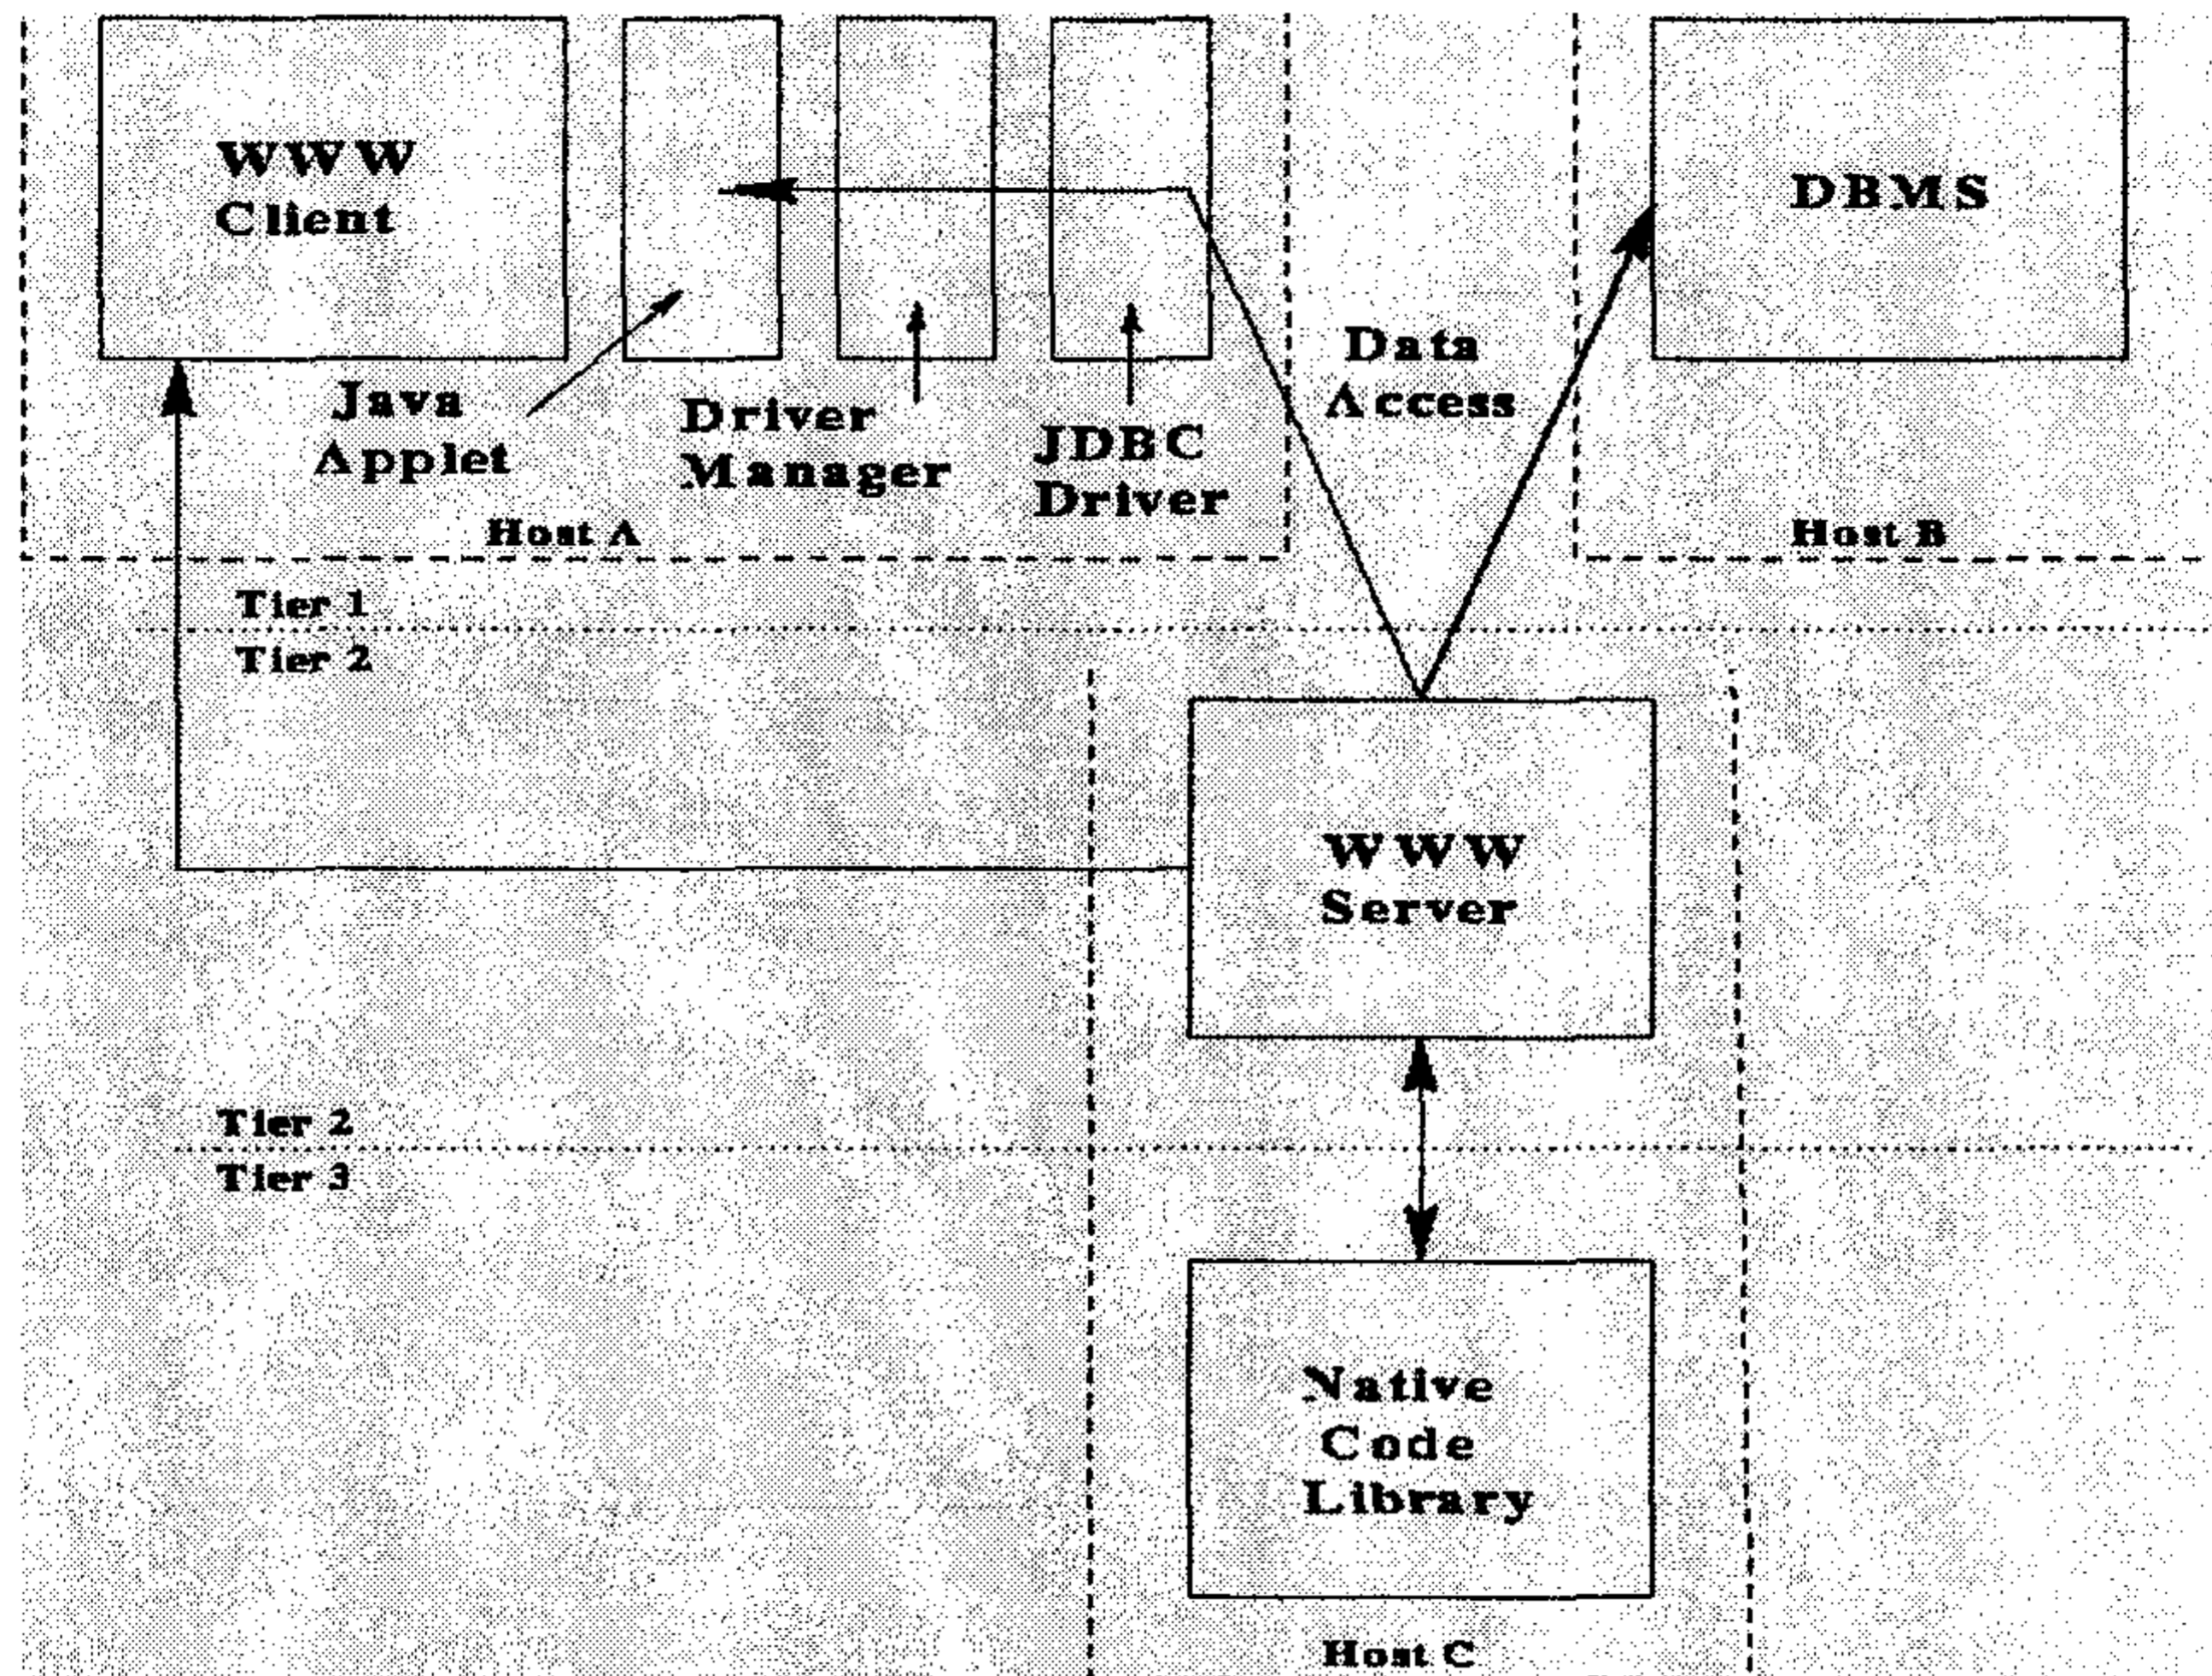 WWW
Client
DBMS
Data
Access
Java
Applet
Driver
Manager
JDBC
Driver
Host A
Host B
Tier 1
Tier 2
WWW
Server
Tier 2
Tier 3
Native
Code
Library
Host C